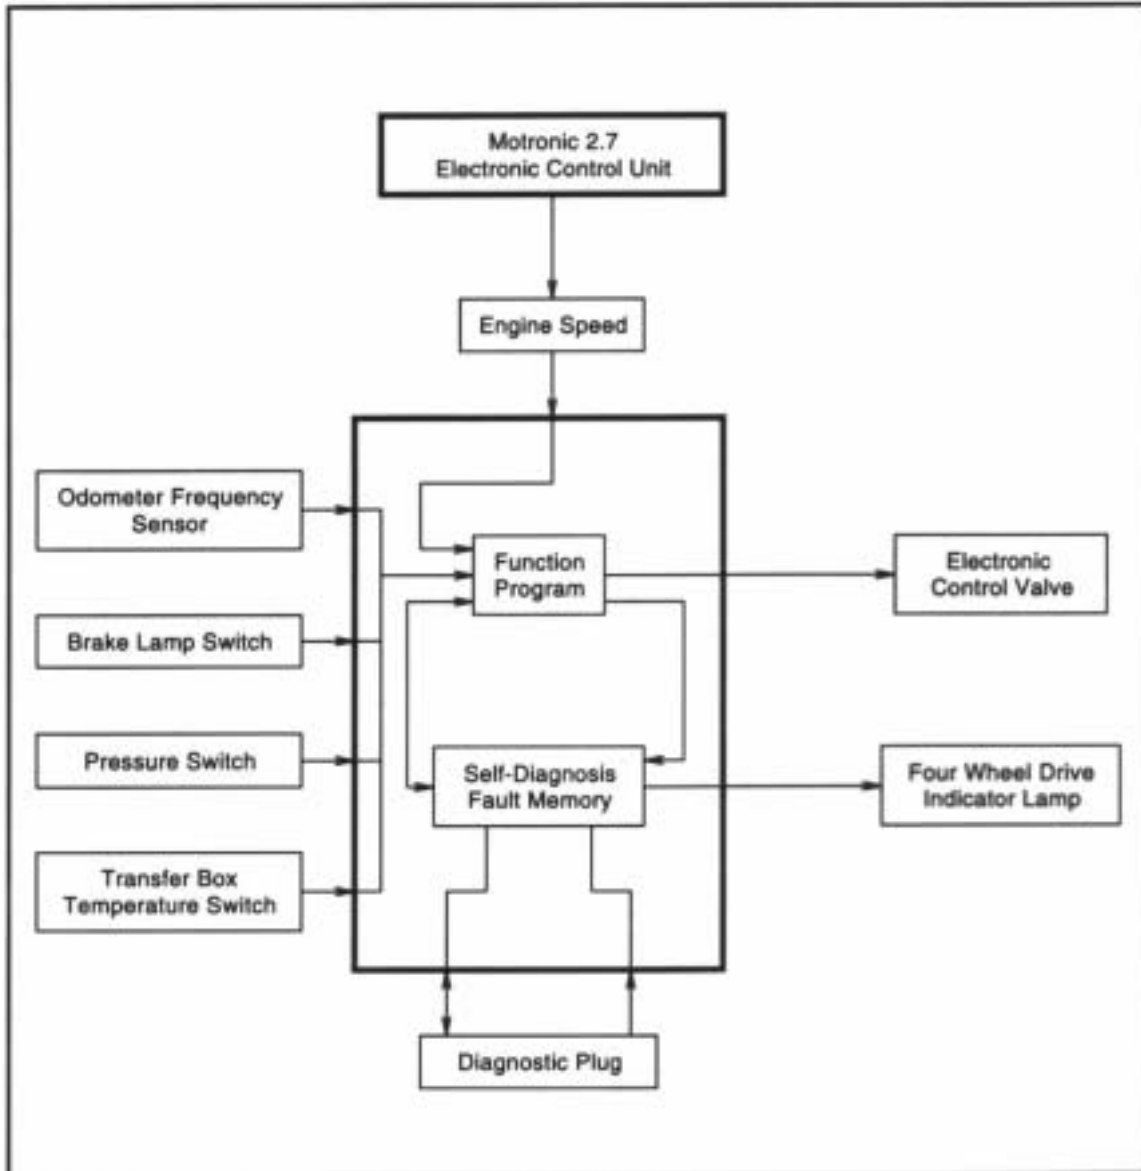 Motronic 2.7
Electronic Control Unit
Engine Speed
Odometer Frequency
Sensor
Function
Program
Electronic
Control Valve
Brake Lamp Switch
Pressure Switch
Self-Diagnosis
Fault Memory
Four Wheel Drive
Indicator Lamp
Transfer Box
Temperature Switch
Diagnostic Plug